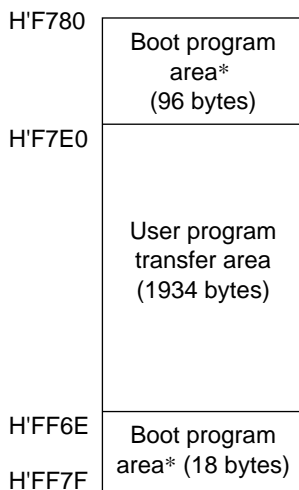 H'F780
Boot program
area*
(96 bytes)
H'F7E0
User program
transfer area
(1934 bytes)
H'FF6E
Boot program
area* (18 bytes)
H'FF7F